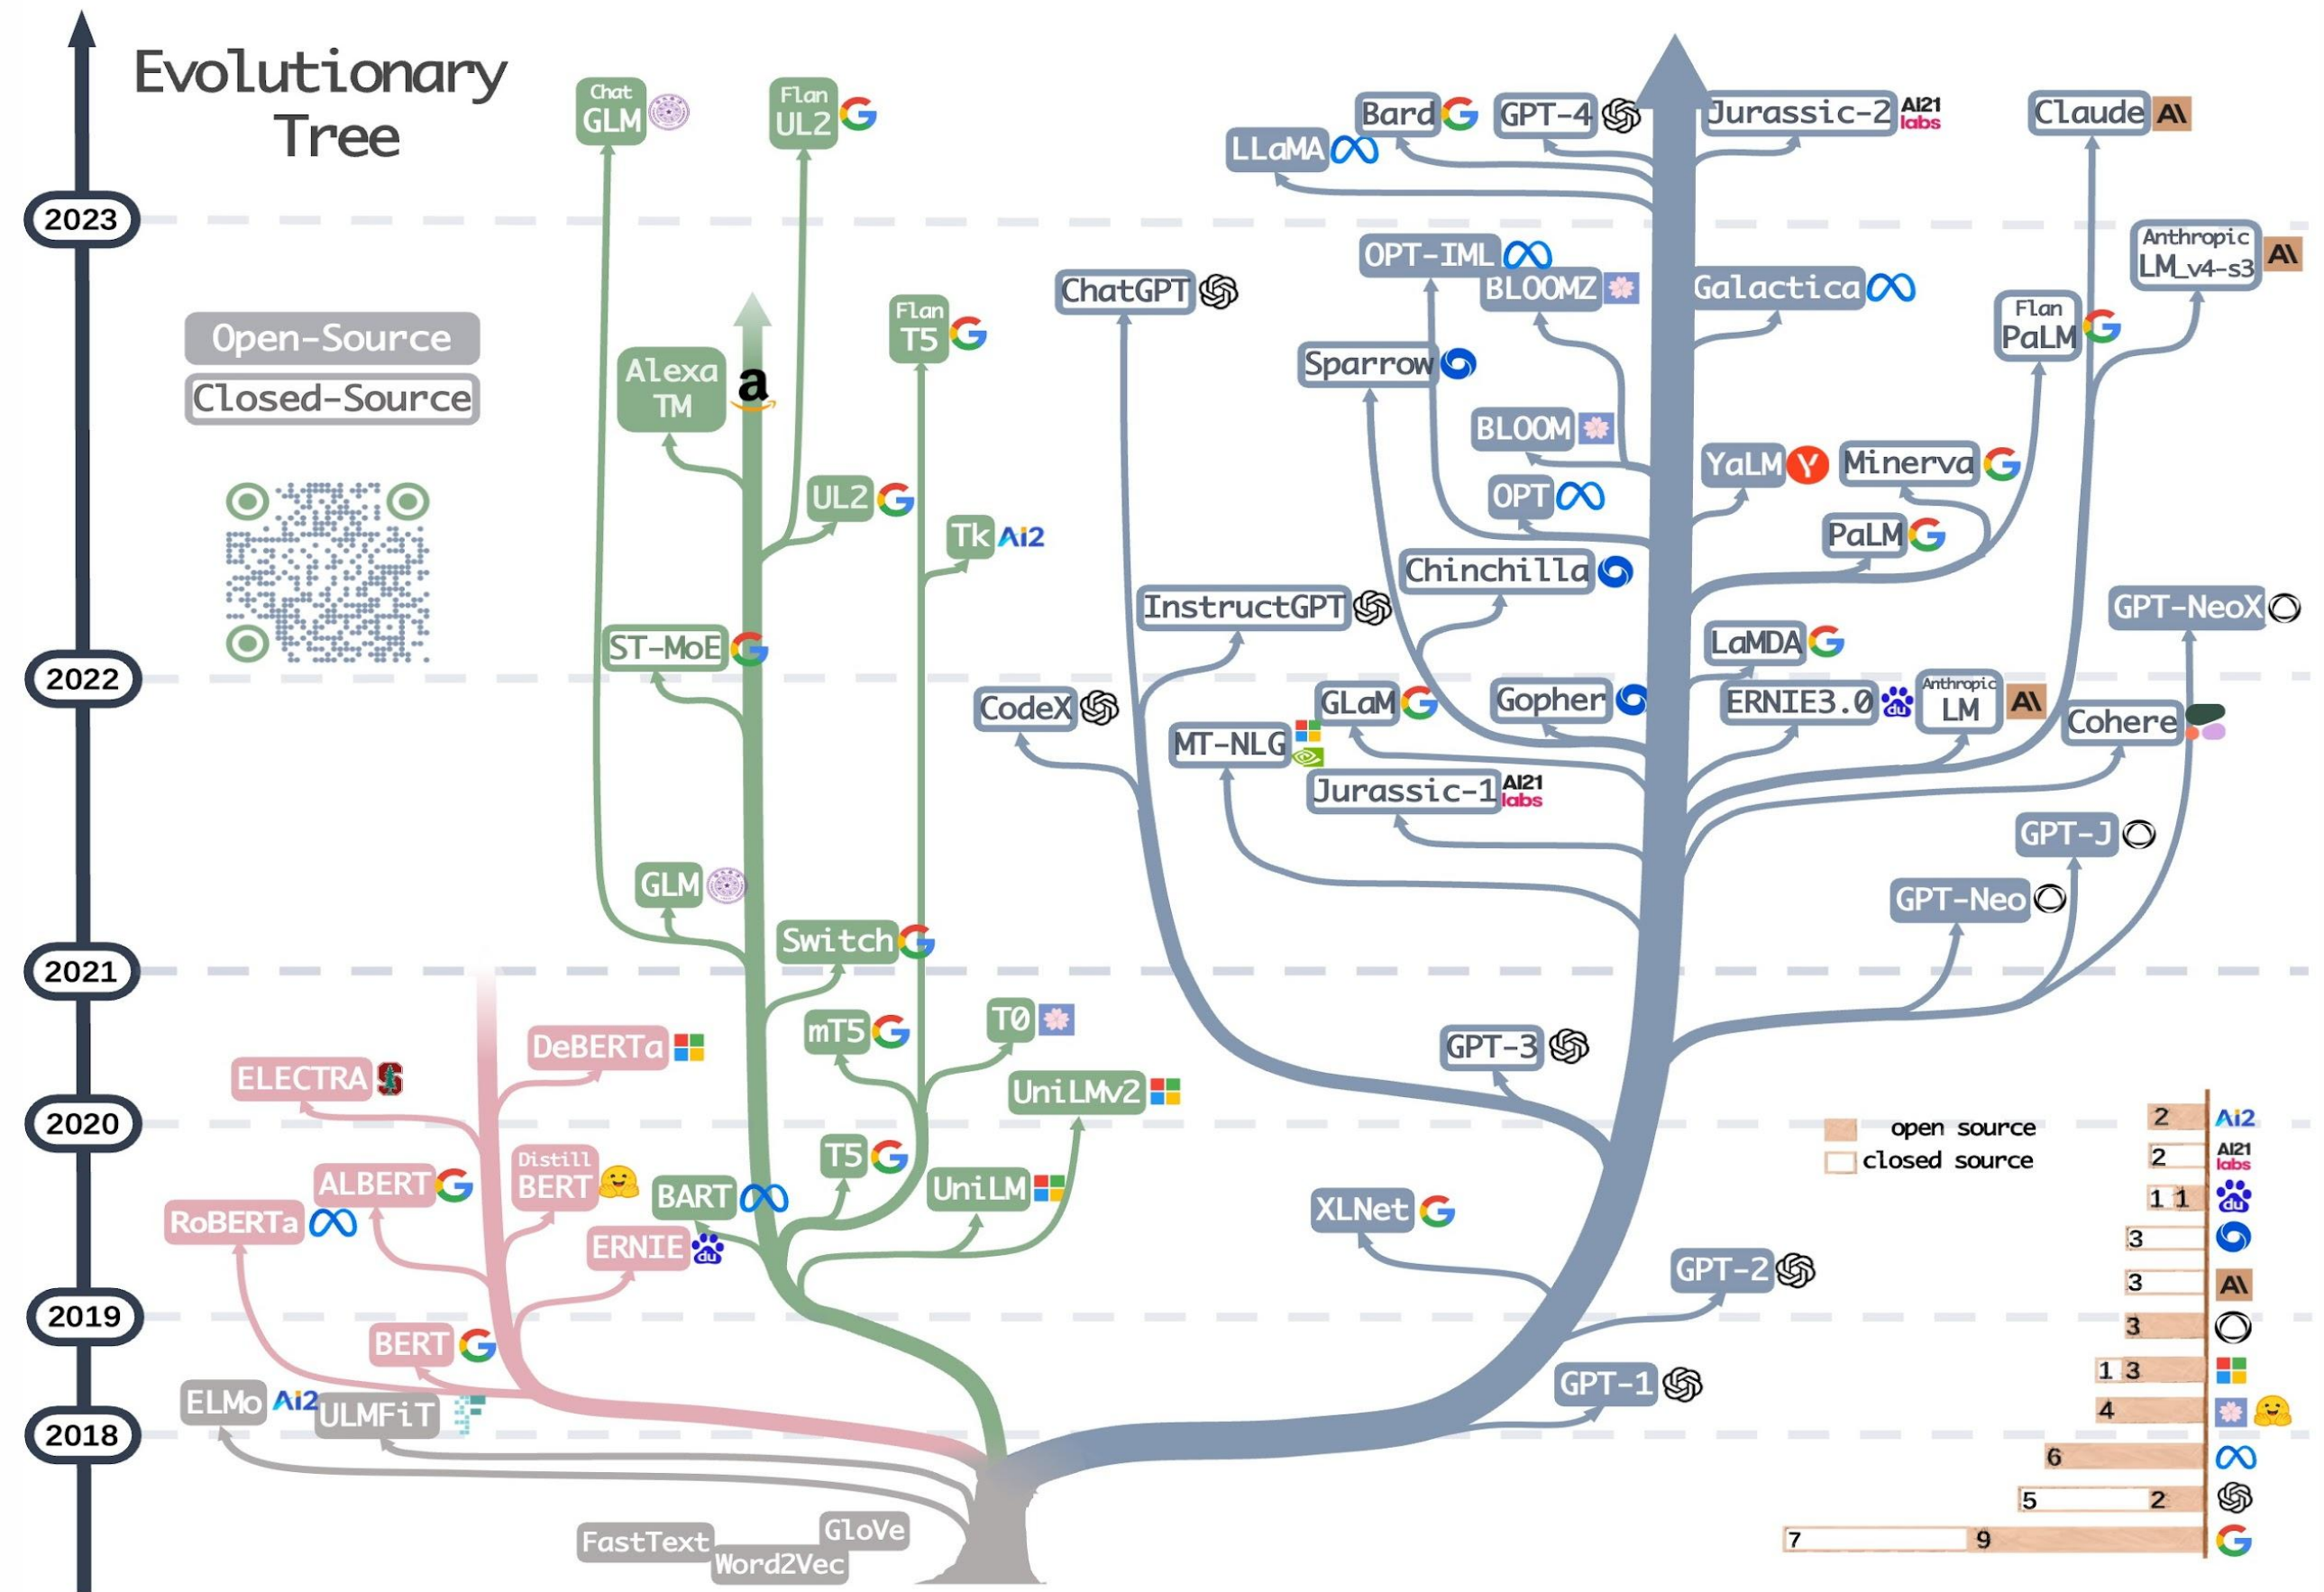 Evolutionary
Tree
2023
2022
2021
2020
2019
2018
Open-Source
Closed-Source
Chat
GLM
Flan
UL2
Alexa
TM
a
Flan
T5
UL2
Tk
Ai2
ST-MoE
GLM
Switch
mT5
T0
UniLMv2
T5
UniLM
BART
DeBERTa
ELECTRA
S
ALBERT
Distill
BERT
RoBERTa
ERNIE
du
BERT
ELMo
Ai2
ULMFiT
FastText
Word2Vec
GloVe
LLaMA
Bard
GPT-4
Jurassic-2
AI21
labs
Claude
A\
OPT-IML
BLOOMZ
Galactica
Anthropic
LM_v4-s3
A\
ChatGPT
Flan
PaLM
Sparrow
BLOOM
YaLM
Y
Minerva
OPT
PaLM
Chinchilla
InstructGPT
GPT-NeoX
LaMDA
CodeX
GLaM
Gopher
ERNIE3.0
du
Anthropic
LM
A\
Cohere
MT-NLG
Jurassic-1
AI21
labs
GPT-J
GPT-Neo
GPT-3
XLNet
GPT-2
GPT-1
open source
closed source
2
Ai2
2
AI21
labs
1 1
du
3
3
A\
3
1 3
4
6
5 2
7 9
G